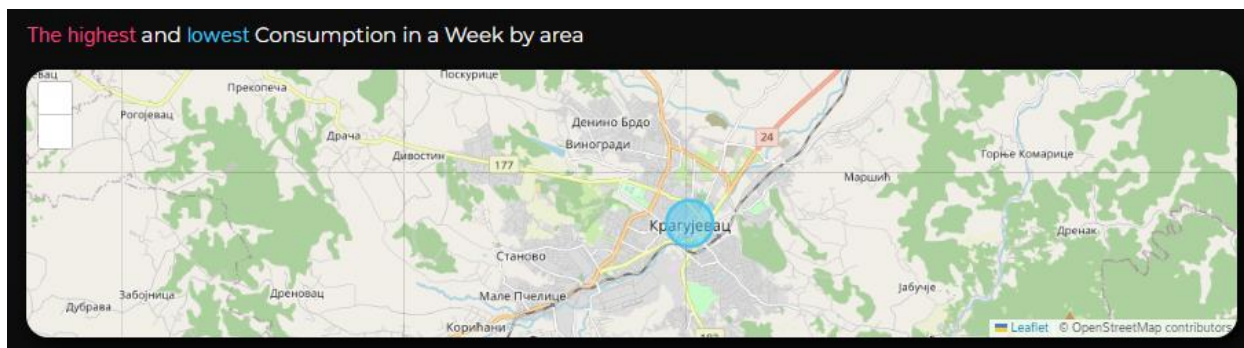 The highest and lowest Consumption in a Week by area
Поскурице
Прекопеча
Рогојевац
Драча
Денино Брдо
Виногради
24
Дивостин
177
Горње Комарице
Маршић
Крагујевац
Дренак
Станово
Забојница
Дреновац
Мале Пчелице
Јабучје
Дубрава
Корићани
Leaflet © OpenStreetMap contributors